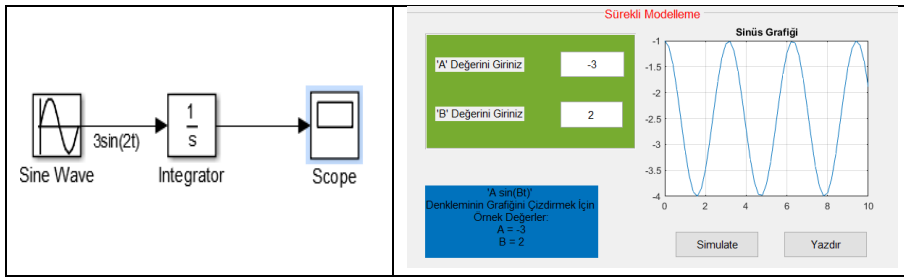 3sin(2t)
1
s
Sine Wave
Integrator
Scope
Sürekli Modelleme
'A' Değerini Giriniz
-3
'B' Değerini Giriniz
2
'A sin(Bt)'
Denkleminin Grafiğini Çizdirmek İçin
Örnek Değerler:
A = -3
B = 2
Sinüs Grafiği
-1
-1.5
-2
-2.5
-3
-3.5
-4
0 2 4 6 8 10
Simulate
Yazdır